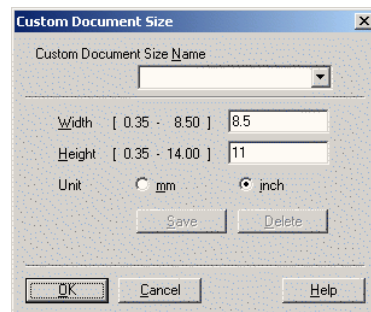 Custom Document Size
Custom Document Size Name
Width [ 0.35 - 8.50 ] 8.5
Height [ 0.35 - 14.00 ] 11
Unit mm inch
Save Delete
OK Cancel Help